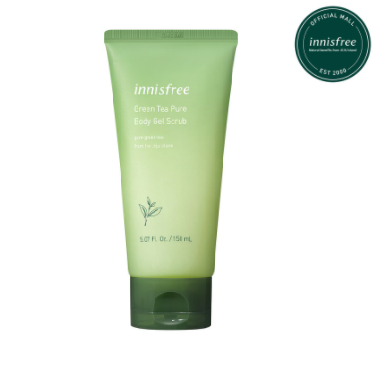 OFFICIAL MALL
innisfree
EST 2000
innisfree
Green Tea Pure
Body Gel Scrub
5.07 Fl. Oz. / 150 mL